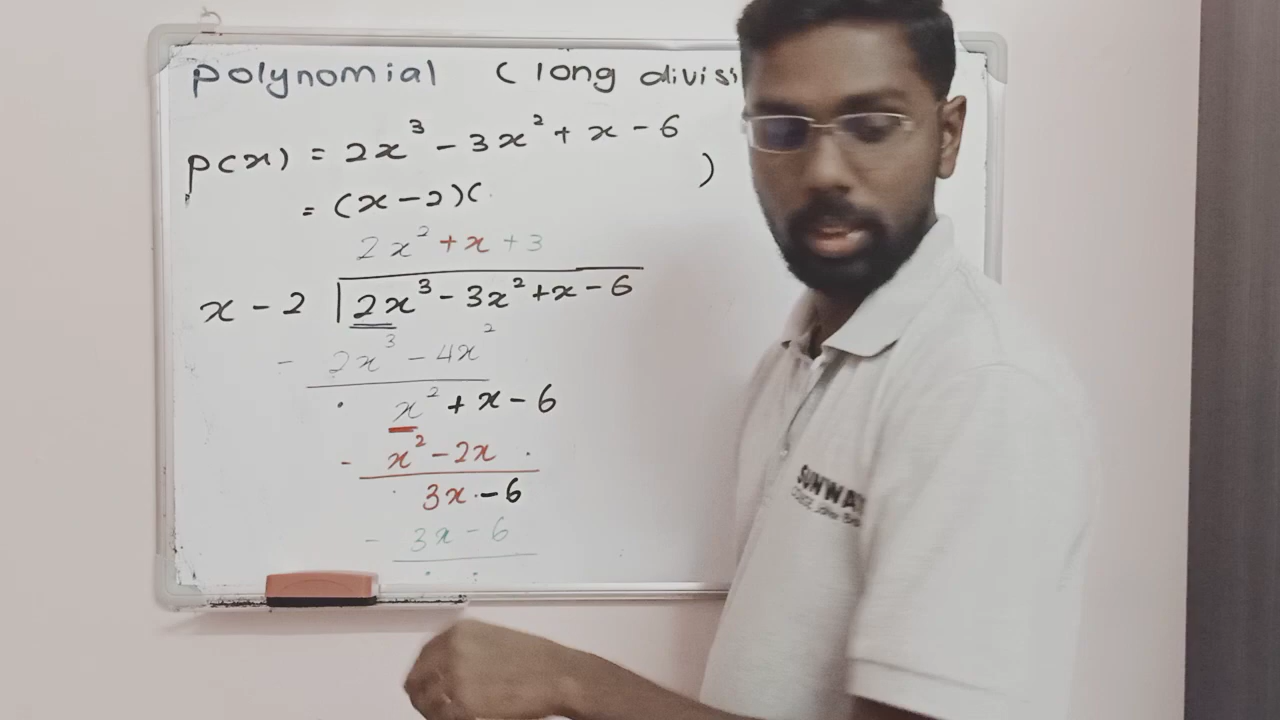 polynomial (long divisi
p(x) = 2x³ - 3x² + x - 6
= (x - 2)( )
2x² + x + 3
x - 2 2x³ - 3x² + x - 6
- 2x³ - 4x²
x² + x - 6
- x² - 2x
3x - 6
- 3x - 6
SUNWAY